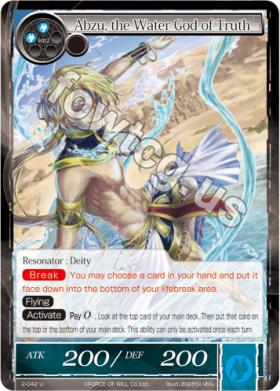 Abzu, the Water God of Truth
WILL
fowtcg.us
Resonator : Deity
Break You may choose a card in your hand and put it
face down into the bottom of your lifebreak area.
Flying
Activate Pay : Look at the top card of your main deck. Then put that card on the top
or the bottom of your main deck. This ability can only be activated once each turn.
ATK 200/ DEF 200
2-042 U ©FORCE OF WILL Co.,Ltd. Illust: